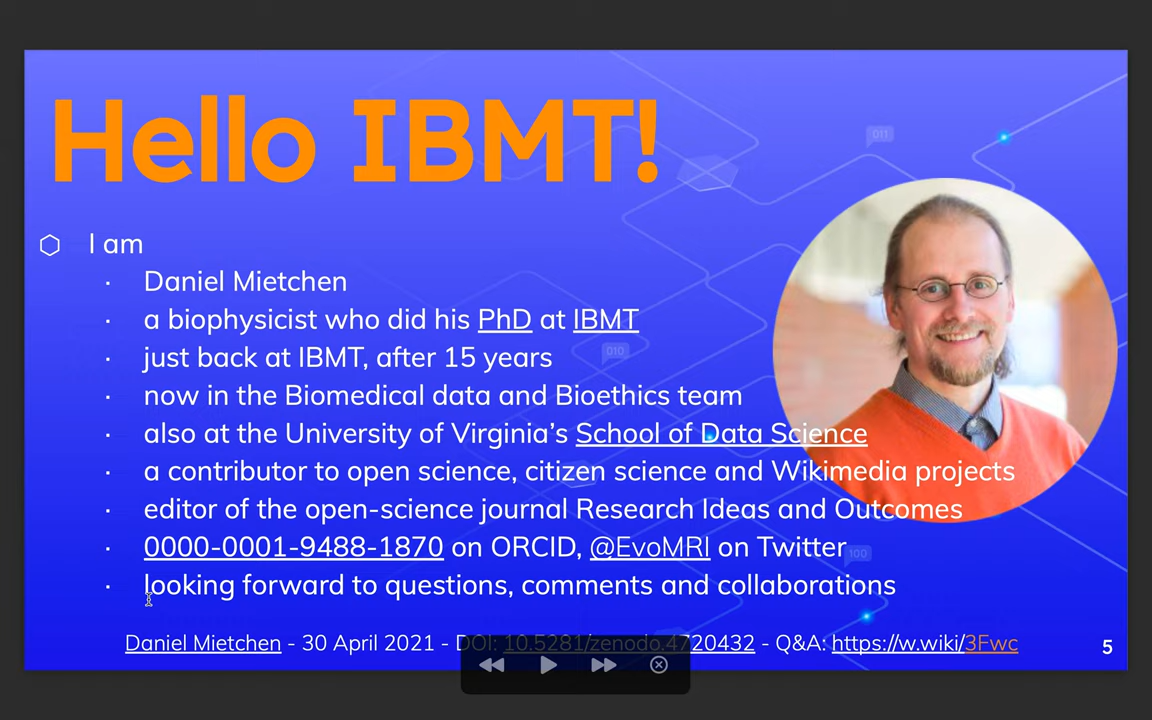 Hello IBMT!
011
I am
Daniel Mietchen
a biophysicist who did his PhD at IBMT
010
just back at IBMT, after 15 years
now in the Biomedical data and Bioethics team
also at the University of Virginia’s School of Data Science
a contributor to open science, citizen science and Wikimedia projects
editor of the open-science journal Research Ideas and Outcomes
0000-0001-9488-1870 on ORCID, @EvoMRI on Twitter
100
looking forward to questions, comments and collaborations
Daniel Mietchen - 30 April 2021 - DOI: 10.5281/zenodo.4720432 - Q&A: https://w.wiki/3Fwc
5